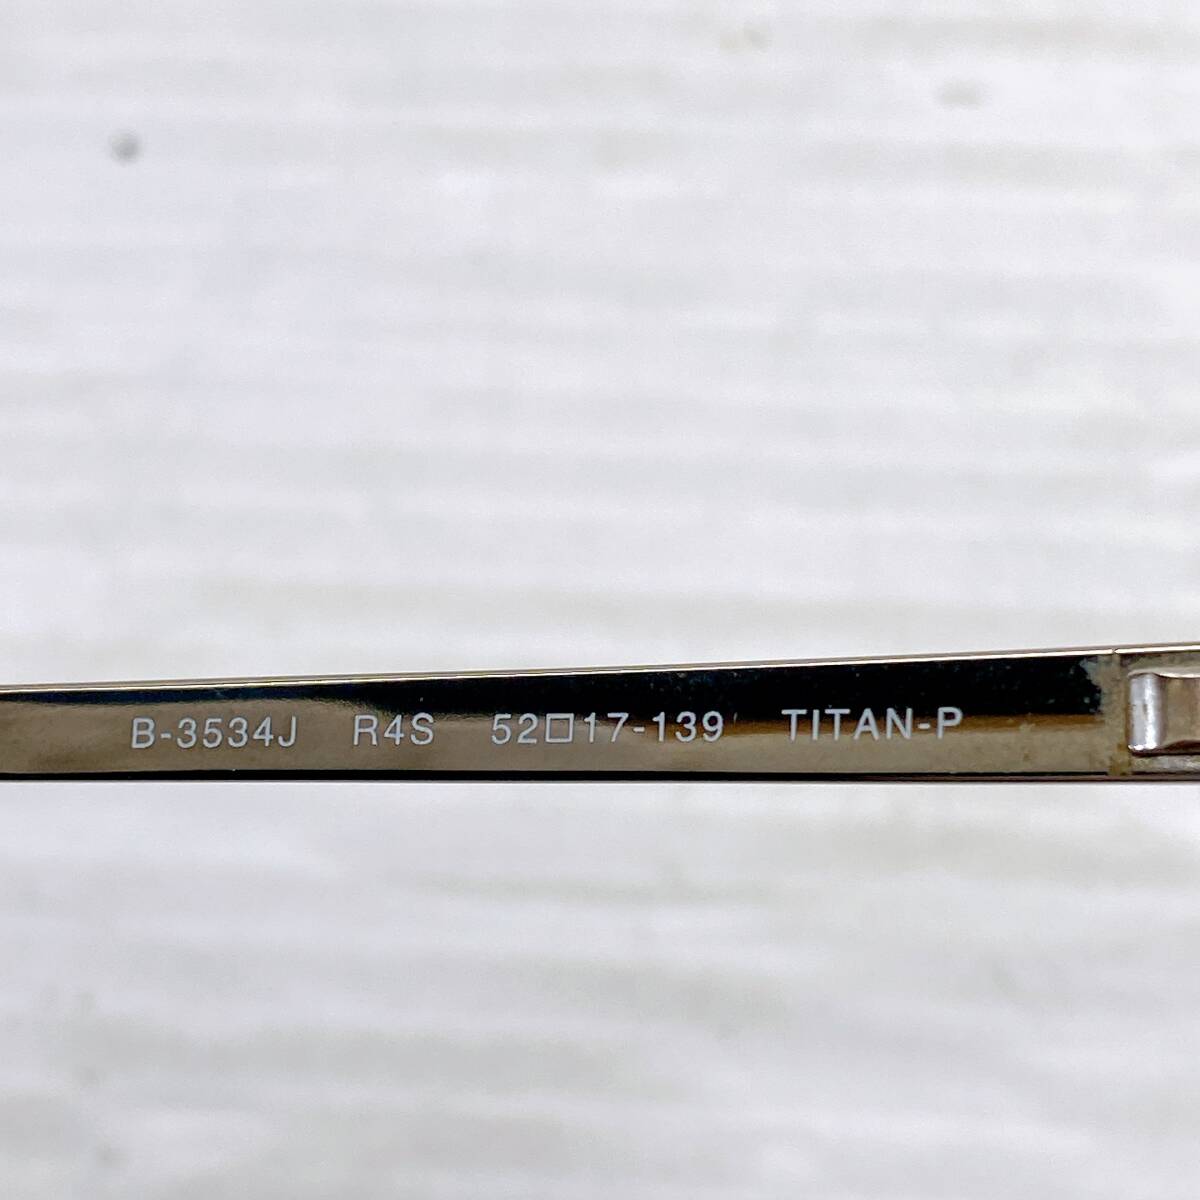 B-3534J R4S 52□17-139 TITAN-P